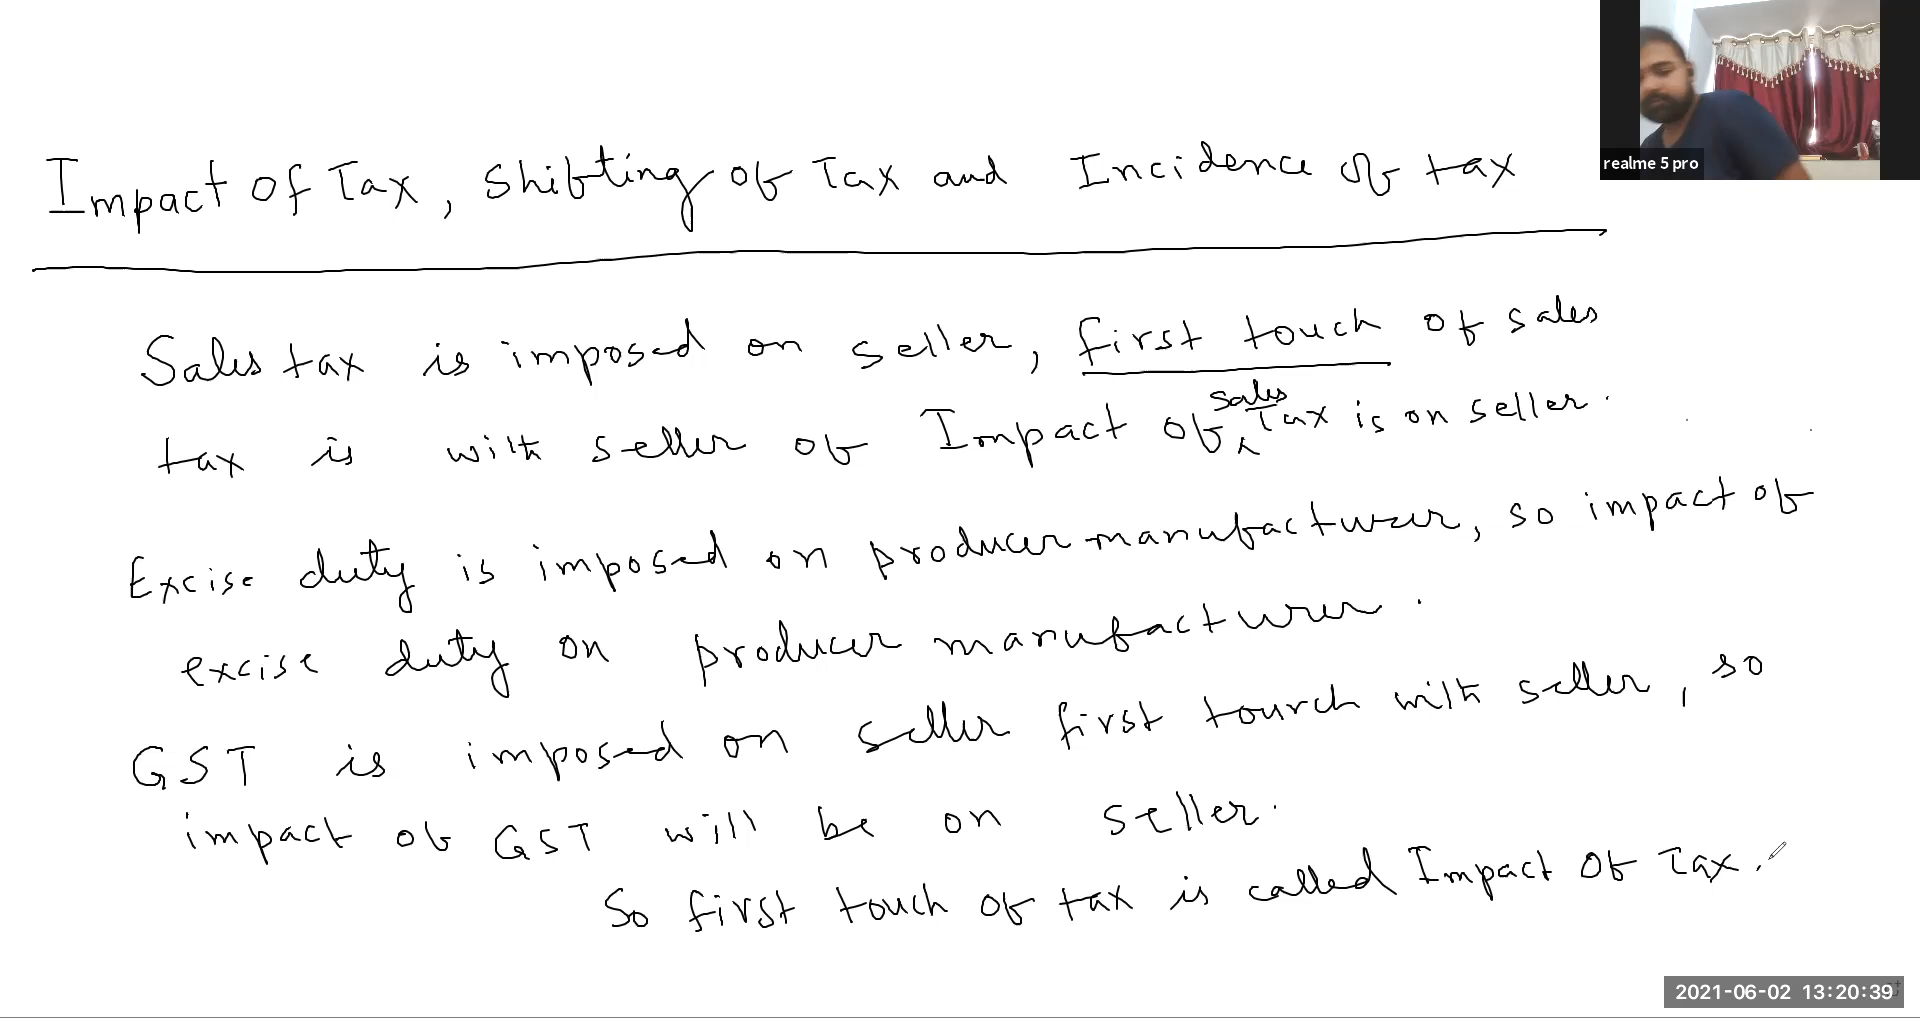 realme 5 pro
Impact of Tax, Shifting of Tax and Incidence of tax
Sales tax is imposed on seller, first touch of sales
tax is with seller of Impact of sales Tax is on seller.
Excise duty is imposed on producer manufacturer, so impact of
excise duty on producer manufacturer.
GST is imposed on seller first tourch with seller, so
impact of GST will be on seller.
So first touch of tax is called Impact of Tax.
2021-06-02 13:20:39